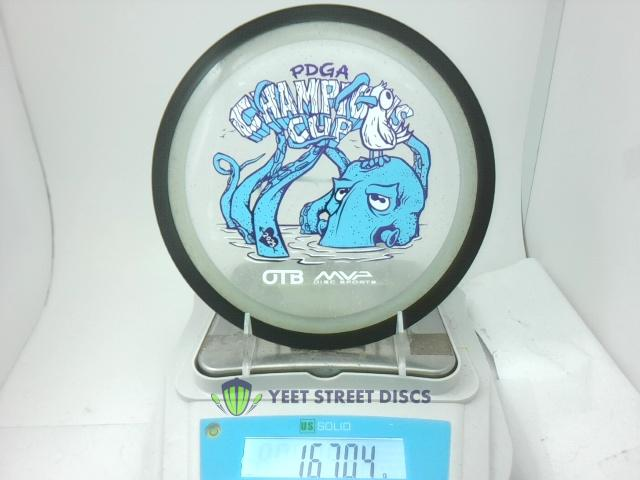 PDGA
CHAMPIONS
CUP
OTB MVP
DISC SPORTS
YEET STREET DISCS
US SOLID
167.04 g